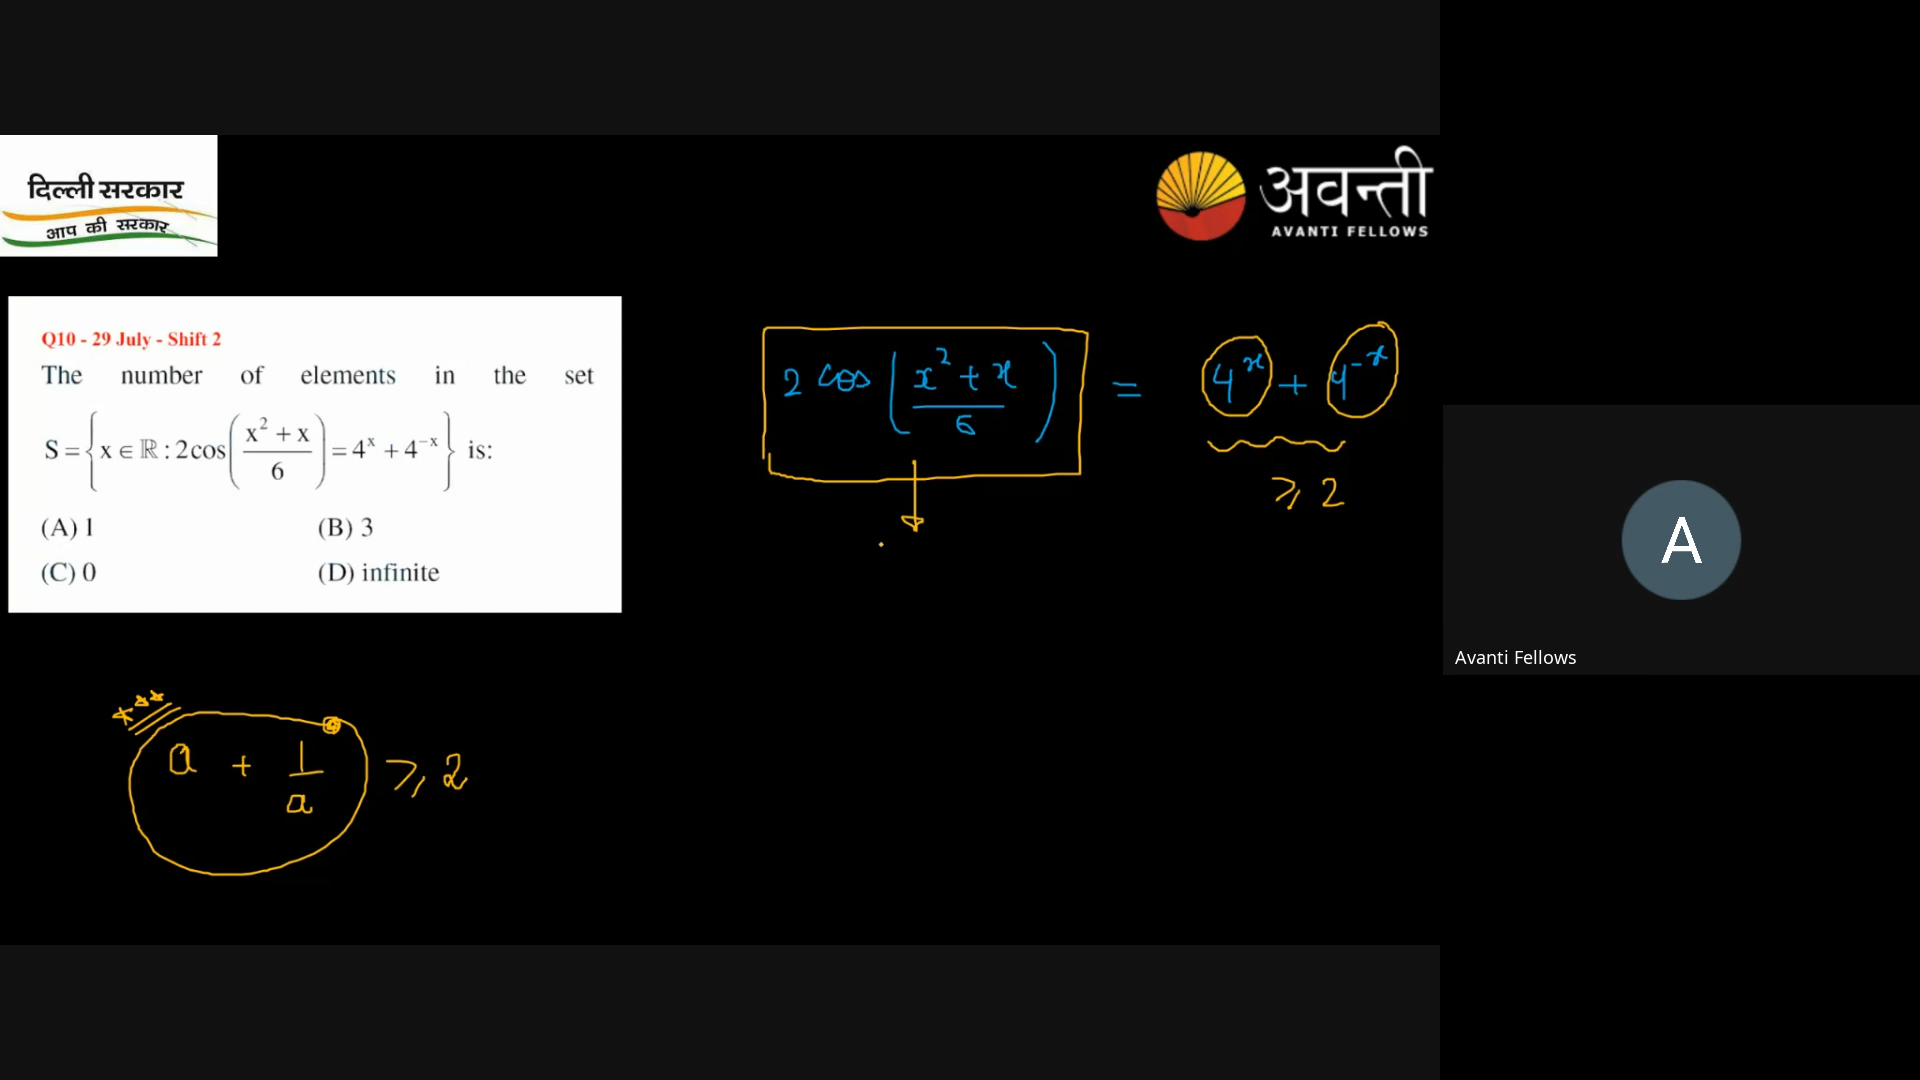 दिल्ली सरकार
आप की सरकार
अवन्ती
AVANTI FELLOWS
Q10 - 29 July - Shift 2
The number of elements in the set
S = { x ∈ ℝ : 2cos( (x² + x)/6 ) = 4ˣ + 4⁻ˣ } is:
(A) 1 (B) 3
(C) 0 (D) infinite
2 cos ( (x² + x)/6 ) = 4ˣ + 4⁻ˣ
⩾ 2
a + 1/a ⩾ 2
A
Avanti Fellows